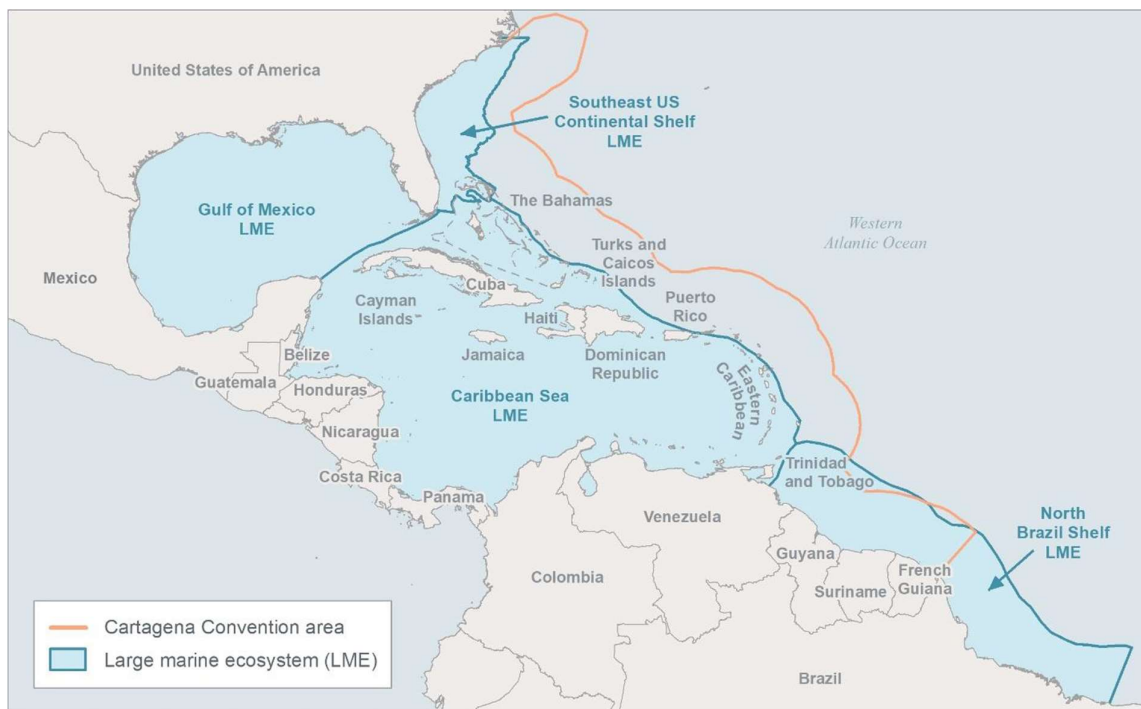 United States of America
Southeast US
Continental Shelf
LME
Gulf of Mexico
LME
The Bahamas
Western
Atlantic Ocean
Mexico
Turks and
Caicos
Islands
Cuba
Cayman
Islands
Puerto
Rico
Haiti
Belize
Jamaica
Dominican
Republic
Guatemala
Honduras
Eastern
Caribbean
Caribbean Sea
LME
Nicaragua
Costa Rica
Trinidad
and Tobago
Panama
Venezuela
North
Brazil Shelf
LME
Guyana
Colombia
French
Guiana
Suriname
Brazil
Cartagena Convention area
Large marine ecosystem (LME)